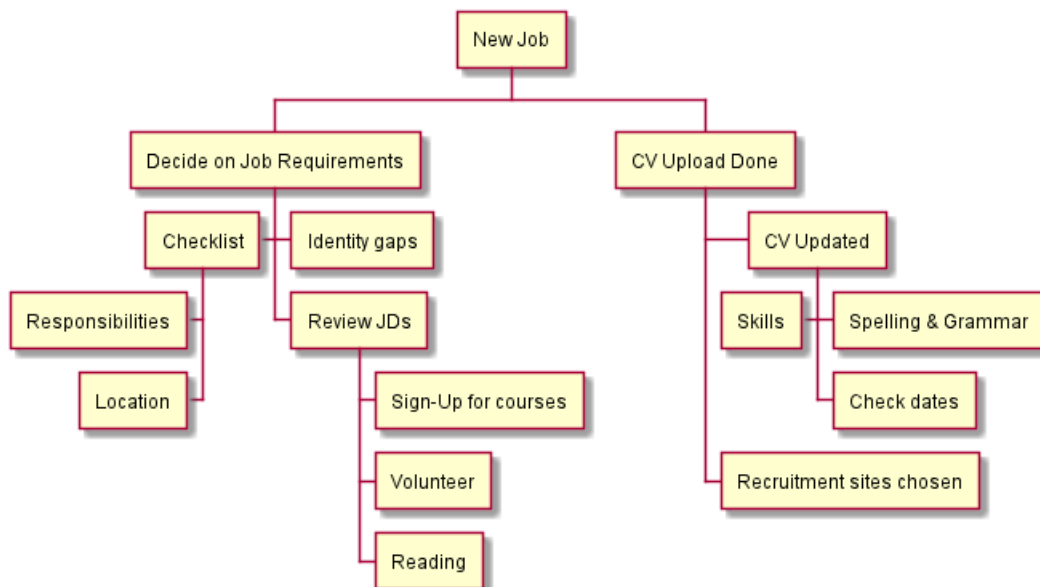 New Job
Decide on Job Requirements
CV Upload Done
Checklist
Identity gaps
CV Updated
Responsibilities
Review JDs
Skills
Spelling & Grammar
Location
Sign-Up for courses
Check dates
Volunteer
Recruitment sites chosen
Reading